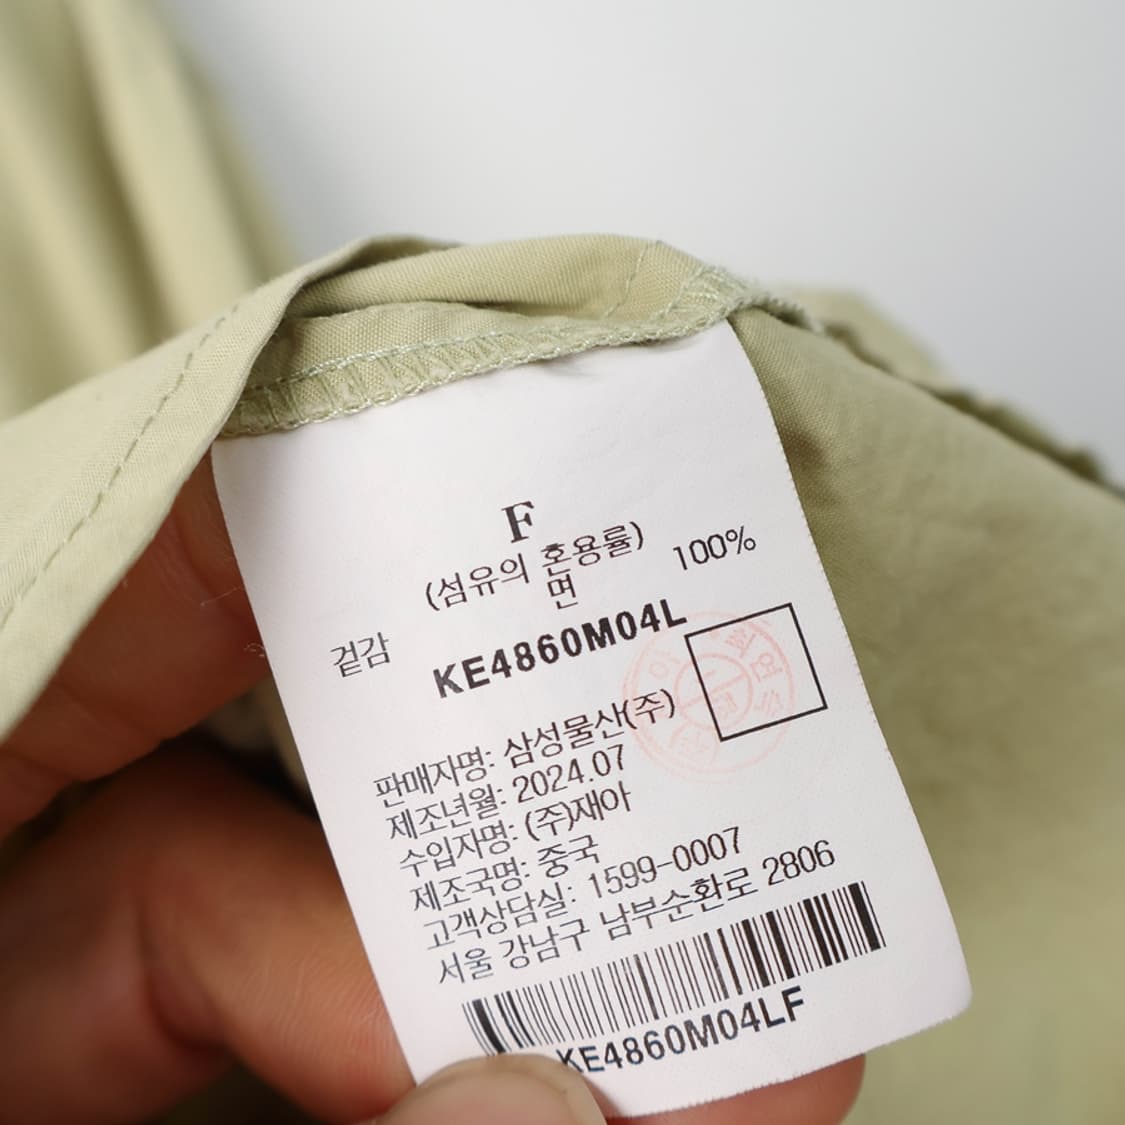 F
(섬유의 혼용률)
겉감 면 100%
KE4860M04L
판매자명: 삼성물산(주)
제조년월: 2024.07
수입자명: (주)재아
제조국명: 중국
고객상담실: 1599-0007
서울 강남구 남부순환로 2806
KE4860M04LF